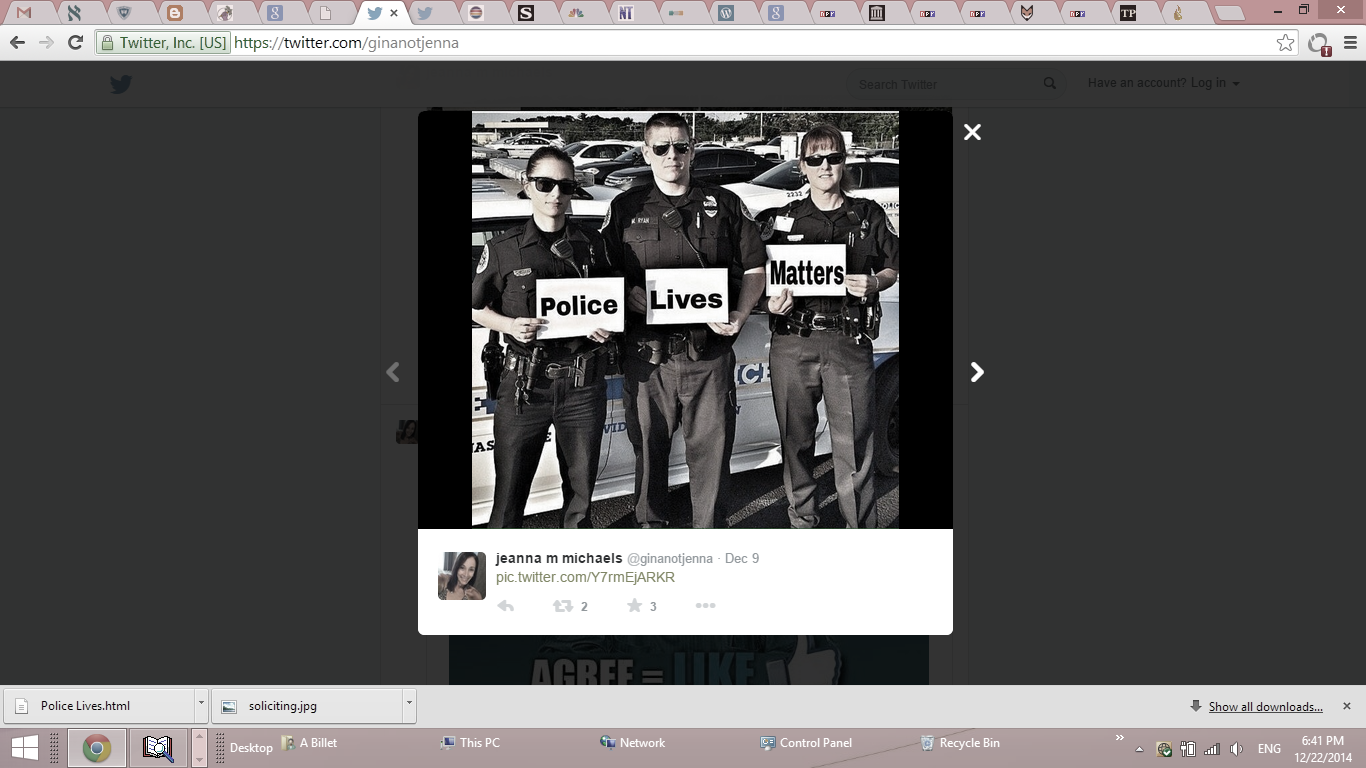 Twitter, Inc. [US] https://twitter.com/ginanotjenna
Search Twitter
Have an account? Log in
2232
M. RYAN
Police
Lives
Matters
jeanna m michaels @ginanotjenna · Dec 9
pic.twitter.com/Y7rmEjARKR
2 3
AGREE = LIKE
Police Lives.html
soliciting.jpg
Show all downloads...
Desktop
A Billet
This PC
Network
Control Panel
Recycle Bin
ENG
6:41 PM
12/22/2014